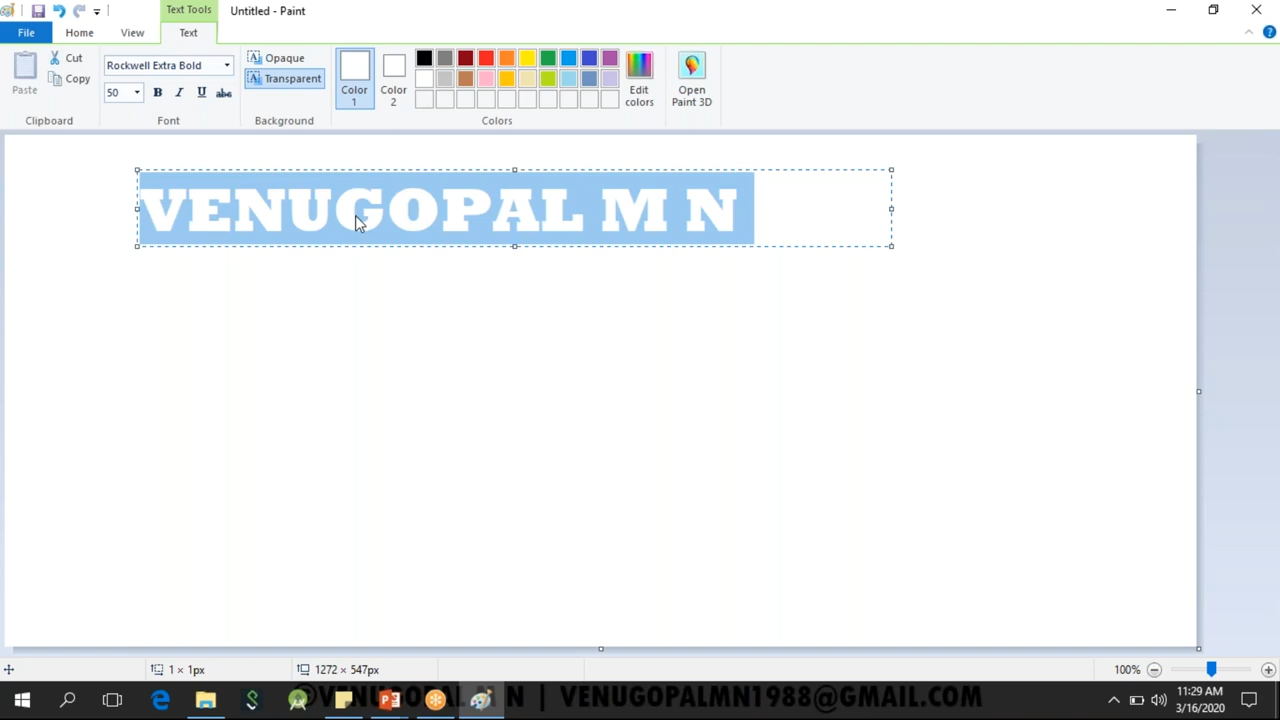 Text Tools
Untitled - Paint
File
Home
View
Text
Paste
Cut
Copy
Clipboard
Rockwell Extra Bold
50
B I U abc
Font
Opaque
Transparent
Background
Color 1
Color 2
Edit colors
Colors
Open Paint 3D
VENUGOPAL M N
1 × 1px
1272 × 547px
100%
©VENUGOPAL M N | VENUGOPALMN1988@GMAIL.COM
11:29 AM
3/16/2020